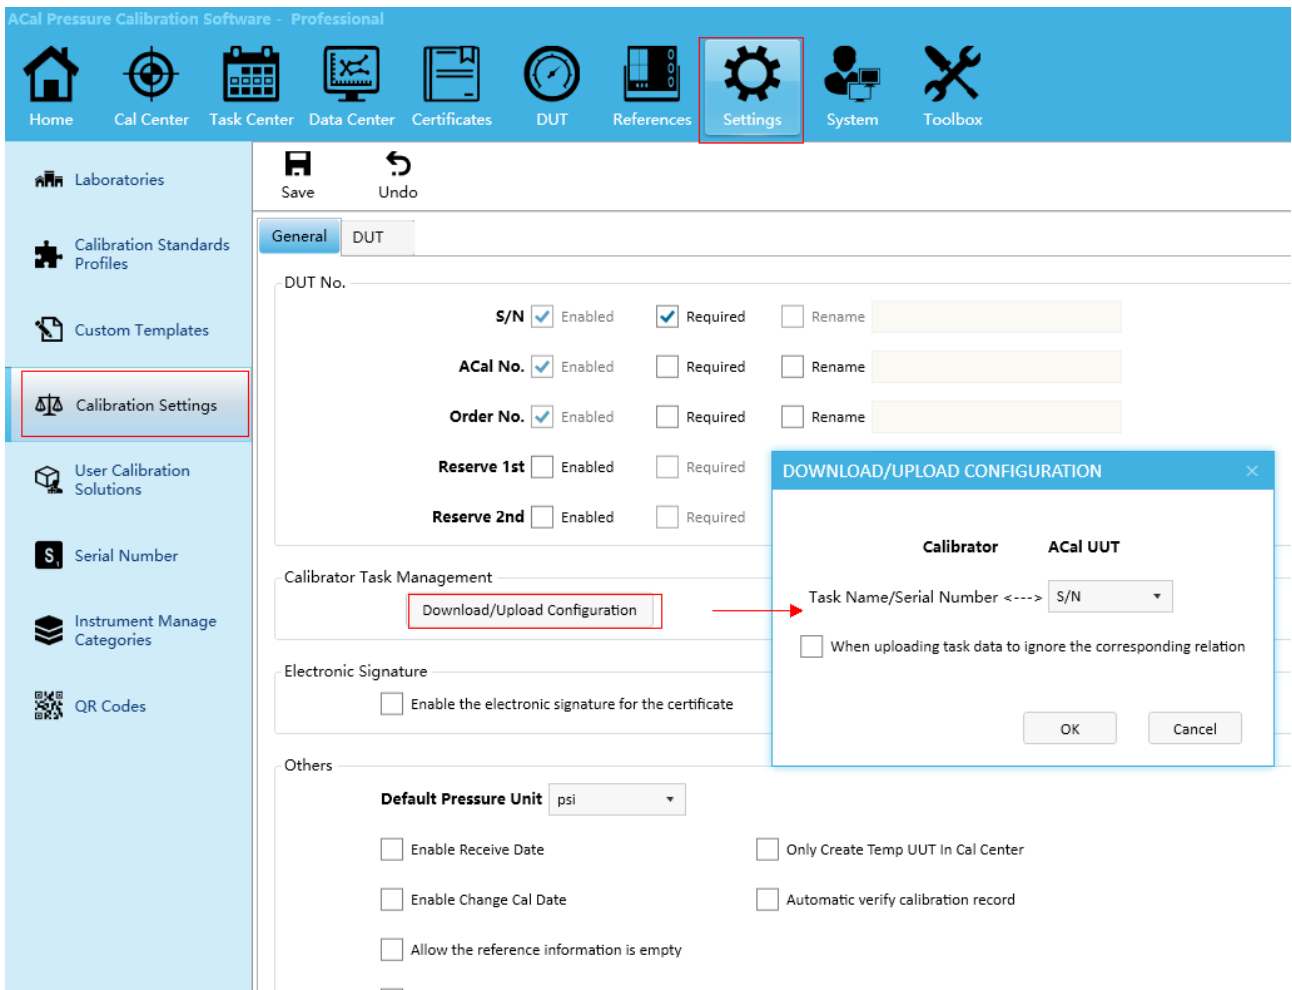 ACal Pressure Calibration Software - Professional
Home
Cal Center
Task Center
Data Center
Certificates
DUT
References
Settings
System
Toolbox
Laboratories
Calibration Standards
Profiles
Custom Templates
Calibration Settings
User Calibration
Solutions
Serial Number
Instrument Manage
Categories
QR Codes
Save
Undo
General
DUT
DUT No.
S/N Enabled Required Rename
ACal No. Enabled Required Rename
Order No. Enabled Required Rename
Reserve 1st Enabled Required
Reserve 2nd Enabled Required
Calibrator Task Management
Download/Upload Configuration
Electronic Signature
Enable the electronic signature for the certificate
Others
Default Pressure Unit psi
Enable Receive Date
Only Create Temp UUT In Cal Center
Enable Change Cal Date
Automatic verify calibration record
Allow the reference information is empty
DOWNLOAD/UPLOAD CONFIGURATION
Calibrator ACal UUT
Task Name/Serial Number <---> S/N
When uploading task data to ignore the corresponding relation
OK
Cancel